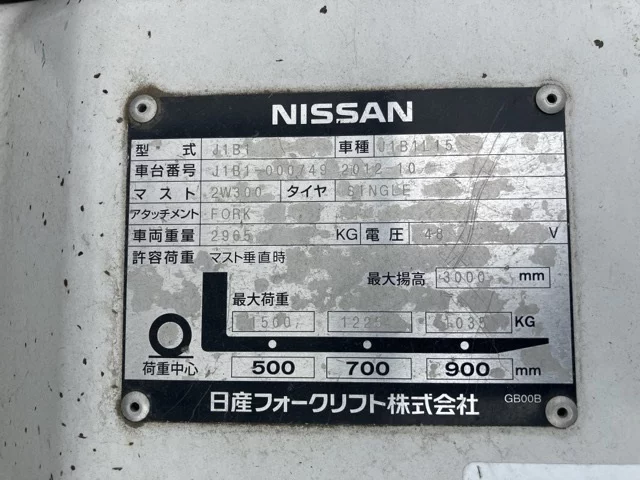 NISSAN
型式 J1B1 車種 J1B1L15
車台番号 J1B1-000749 2012-10
マスト 2W300 タイヤ SINGLE
アタッチメント FORK
車両重量 2905 KG 電圧 48 V
許容荷重 マスト垂直時
最大揚高 3000 mm
最大荷重
1500 1225 1035 KG
荷重中心 500 700 900 mm
日産フォークリフト株式会社 GB00B